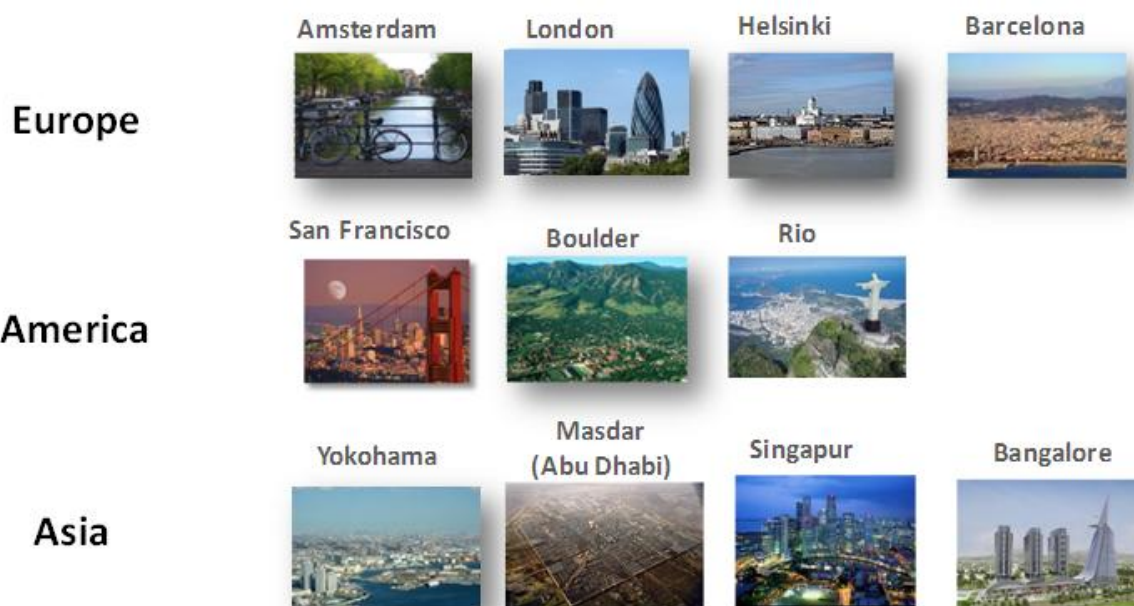 Amsterdam London Helsinki Barcelona
Europe
San Francisco Boulder Rio
America
Yokohama Masdar (Abu Dhabi) Singapur Bangalore
Asia